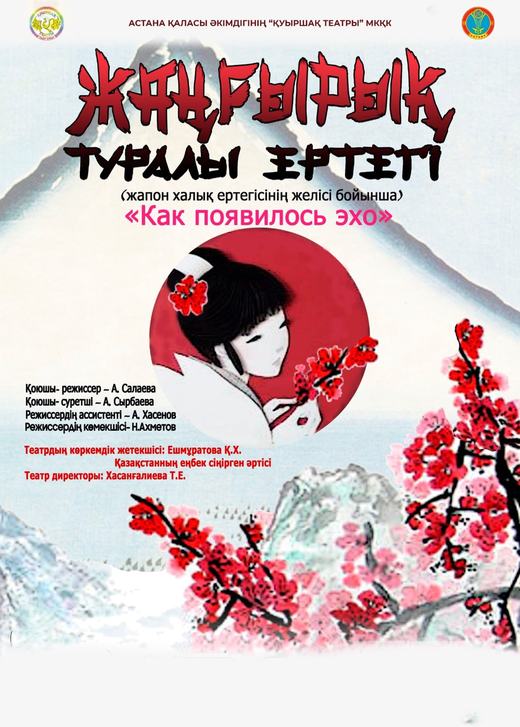 АСТАНА ҚАЛАСЫ ӘКІМДІГІНІҢ "ҚУЫРШАҚ ТЕАТРЫ" МКҚК
ЖАҢҒЫРЫҚ
ТУРАЛЫ ЕРТЕГІ
(жапон халық ертегісінің желісі бойынша)
«Как появилось эхо»
Қоюшы- режиссер – А. Салаева
Қоюшы- суретші – А. Сырбаева
Режиссердің ассистенті – А. Хасенов
Режиссердің көмекшісі- Н.Ахметов
Театрдың көркемдік жетекшісі: Ешмұратова Қ.Х.
Қазақстанның еңбек сіңірген әртісі
Театр директоры: Хасанғалиева Т.Е.